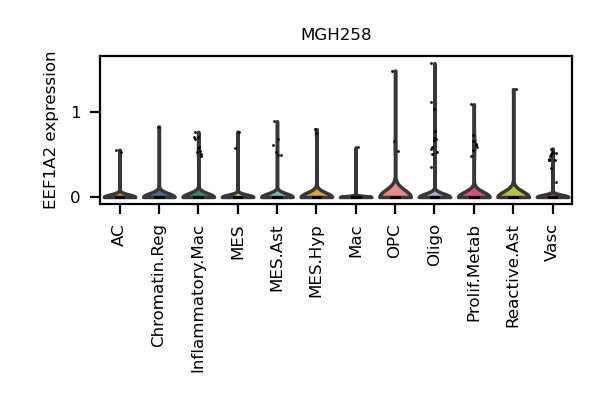 MGH258
EEF1A2 expression
1
0
AC
Chromatin.Reg
Inflammatory.Mac
MES
MES.Ast
MES.Hyp
Mac
OPC
Oligo
Prolif.Metab
Reactive.Ast
Vasc